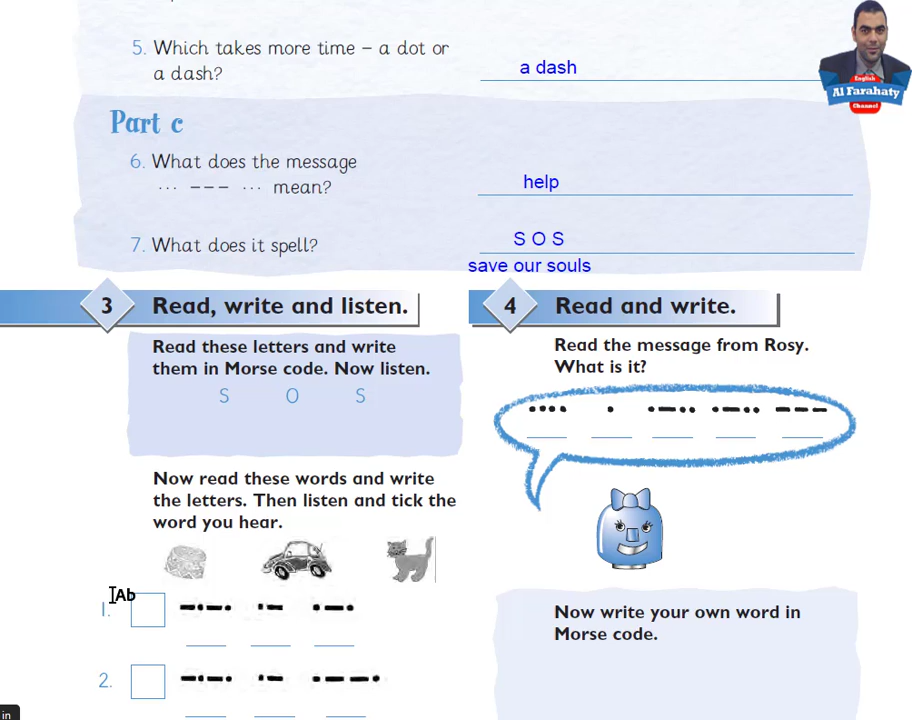 5. Which takes more time – a dot or
a dash?
a dash
English
Al Farahaty
Channel
Part c
6. What does the message
... --- ... mean?
help
7. What does it spell?
S O S
save our souls
3 Read, write and listen.
Read these letters and write
them in Morse code. Now listen.
S O S
Now read these words and write
the letters. Then listen and tick the
word you hear.
Ab
1.
2.
4 Read and write.
Read the message from Rosy.
What is it?
Now write your own word in
Morse code.
in